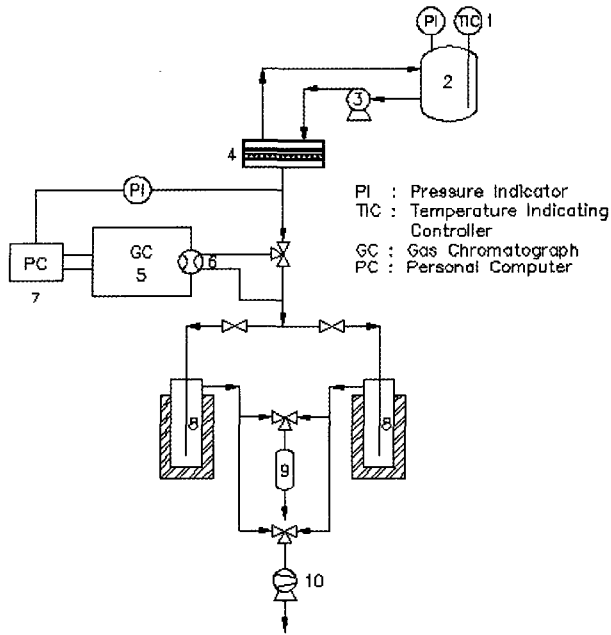 PI
TIC
1
2
3
4
PI
PI : Pressure Indicator
TIC : Temperature Indicating
Controller
GC : Gas Chromatograph
PC : Personal Computer
GC
5
6
PC
7
8
8
9
10